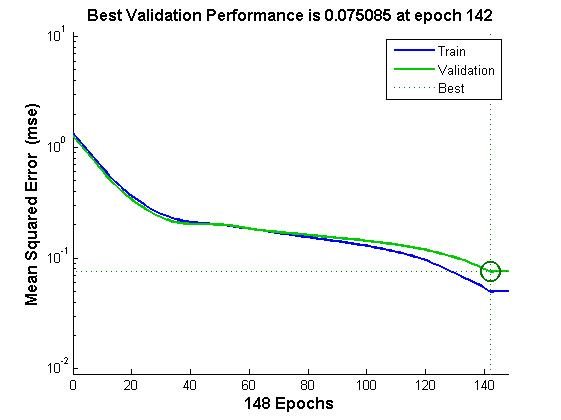 Best Validation Performance is 0.075085 at epoch 142
Mean Squared Error (mse)
10^1
10^0
10^-1
10^-2
Train
Validation
Best
0 20 40 60 80 100 120 140
148 Epochs